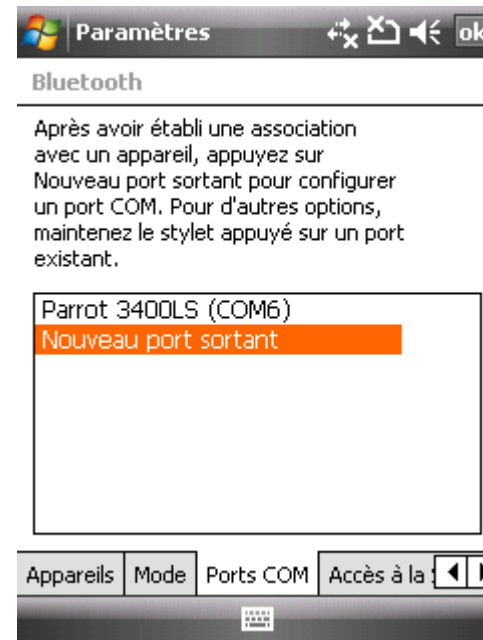 Paramètres ok
Bluetooth
Après avoir établi une association
avec un appareil, appuyez sur
Nouveau port sortant pour configurer
un port COM. Pour d'autres options,
maintenez le stylet appuyé sur un port
existant.
Parrot 3400LS (COM6)
Nouveau port sortant
Appareils Mode Ports COM Accès à la